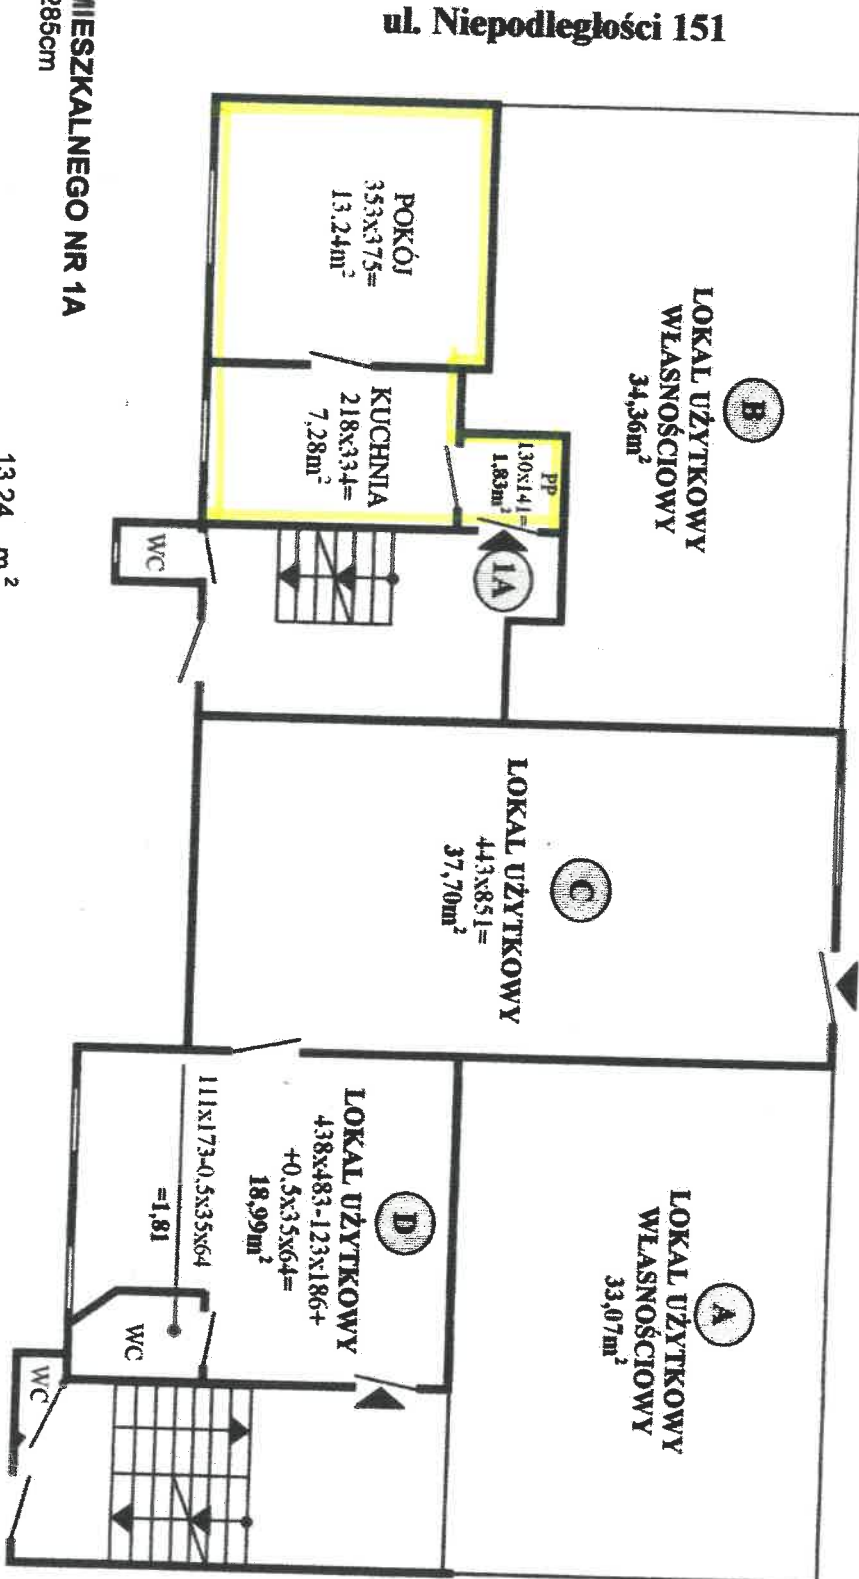 ul. Niepodległości 151
MIESZKALNEGO NR 1A
285cm
13,24 m²
POKÓJ
353x375=
13.24m²
KUCHNIA
218x334=
7,28m²
PP
130x141=
1,83m²
1A
WC
B
LOKAL UŻYTKOWY
WŁASNOŚCIOWY
34,36m²
C
LOKAL UŻYTKOWY
443x851=
37,70m²
D
LOKAL UŻYTKOWY
438x483-123x186+
+0.5x35x64=
18,99m²
111x173-0.5x35x64
=1,81
WC
WC
A
LOKAL UŻYTKOWY
WŁASNOŚCIOWY
33,07m²